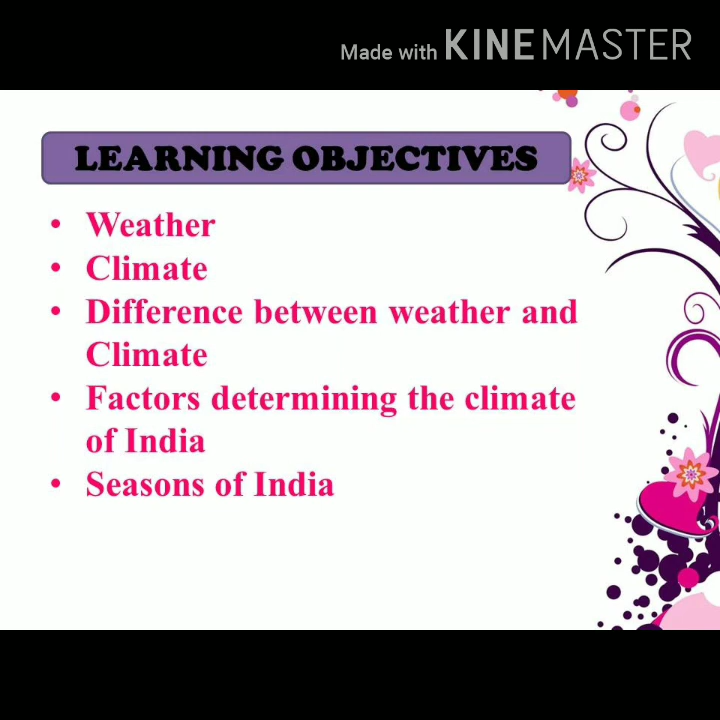 Made with KINEMASTER
LEARNING OBJECTIVES
• Weather
• Climate
• Difference between weather and
Climate
• Factors determining the climate
of India
• Seasons of India